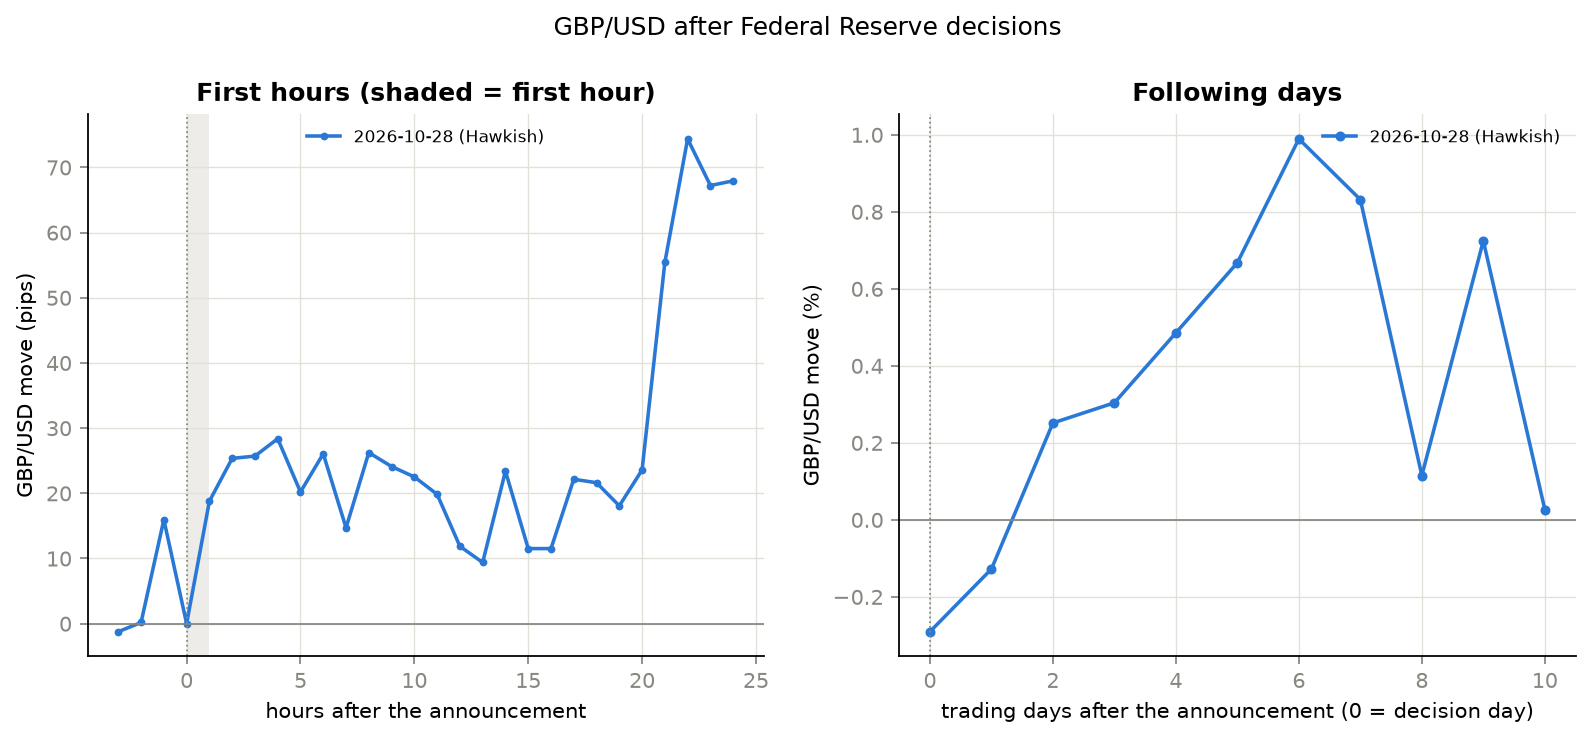 GBP/USD after Federal Reserve decisions
First hours (shaded = first hour)
2026-10-28 (Hawkish)
GBP/USD move (pips)
70
60
50
40
30
20
10
0
0 5 10 15 20 25
hours after the announcement
Following days
2026-10-28 (Hawkish)
GBP/USD move (%)
1.0
0.8
0.6
0.4
0.2
0.0
−0.2
0 2 4 6 8 10
trading days after the announcement (0 = decision day)